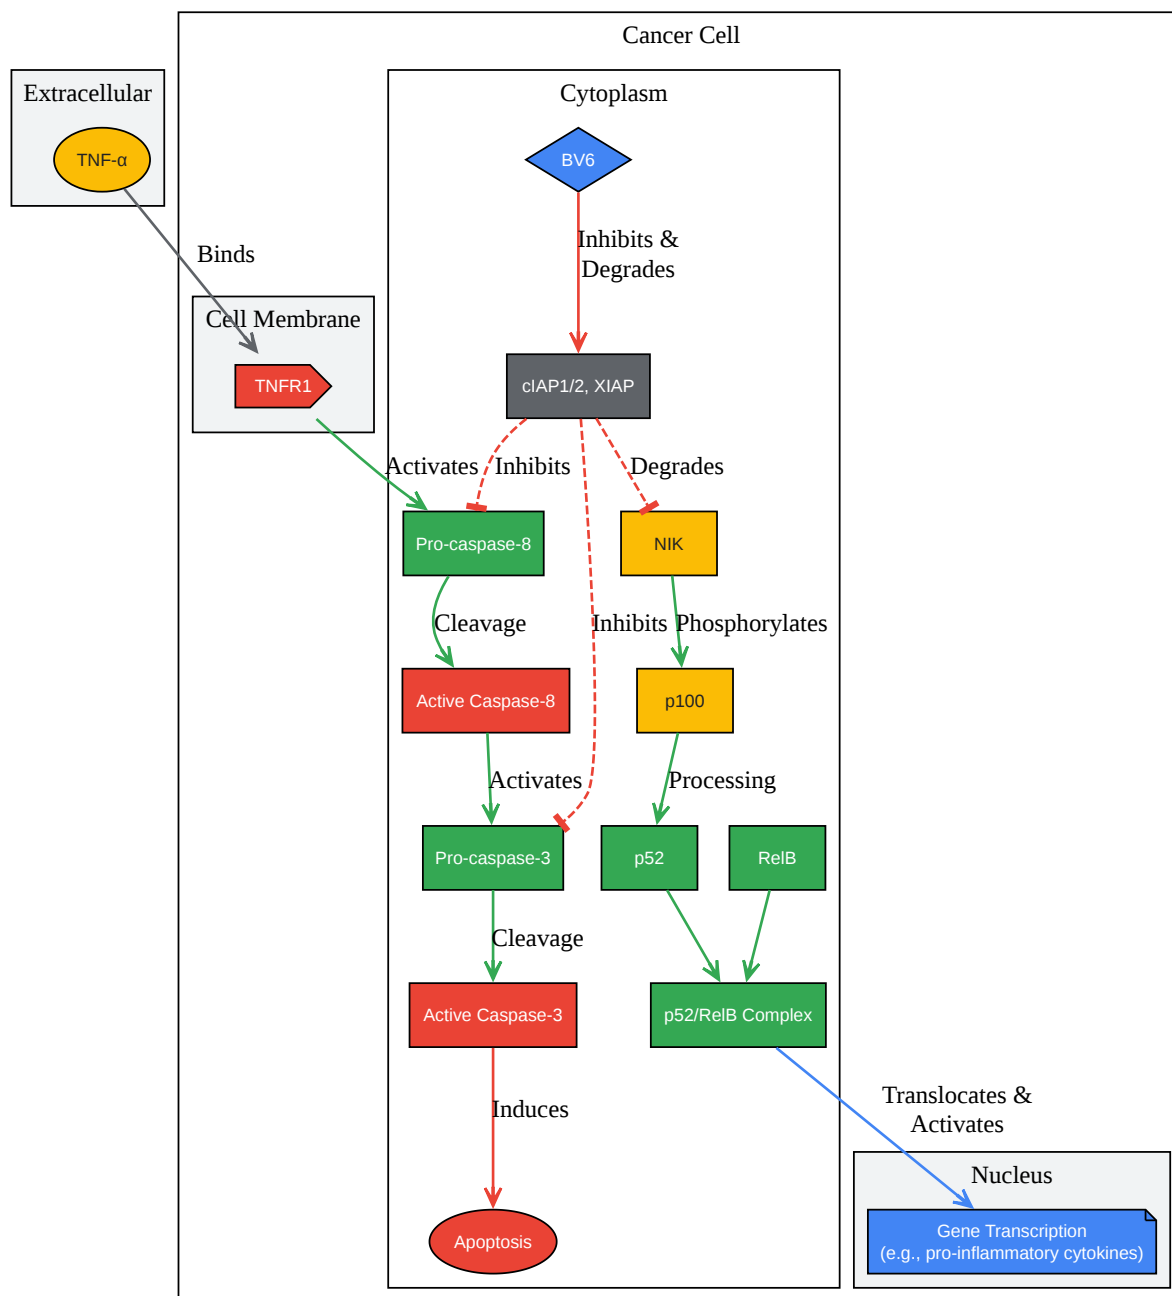 Cancer Cell
Extracellular
Cytoplasm
TNF-α
BV6
Binds
Inhibits &
Degrades
Cell Membrane
TNFR1
cIAP1/2, XIAP
Activates
Inhibits
Degrades
Pro-caspase-8
NIK
Cleavage
Inhibits
Phosphorylates
Active Caspase-8
p100
Activates
Processing
Pro-caspase-3
p52
RelB
Cleavage
Active Caspase-3
p52/RelB Complex
Induces
Translocates &
Activates
Nucleus
Apoptosis
Gene Transcription
(e.g., pro-inflammatory cytokines)